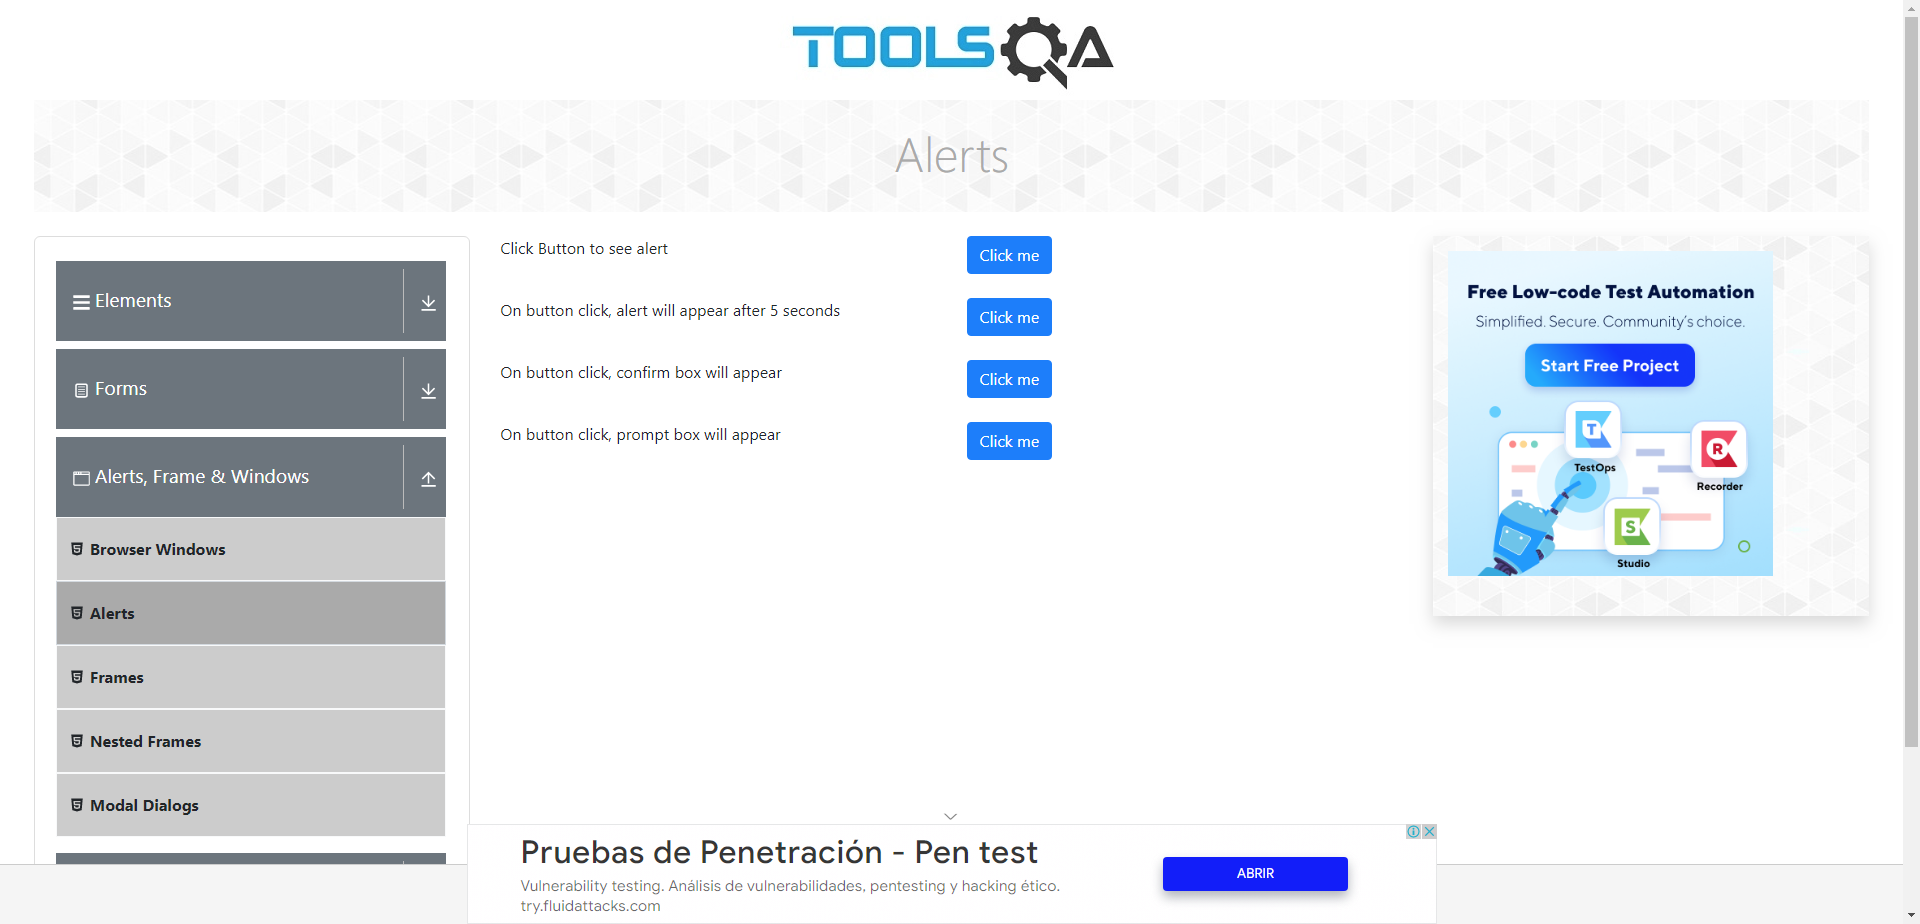 TOOLSQA
Alerts
Elements
Forms
Alerts, Frame & Windows
Browser Windows
Alerts
Frames
Nested Frames
Modal Dialogs
Click Button to see alert
Click me
On button click, alert will appear after 5 seconds
Click me
On button click, confirm box will appear
Click me
On button click, prompt box will appear
Click me
Free Low-code Test Automation
Simplified. Secure. Community's choice.
Start Free Project
T
TestOps
R
Recorder
S
Studio
Pruebas de Penetración - Pen test
Vulnerability testing. Análisis de vulnerabilidades, pentesting y hacking ético.
try.fluidattacks.com
ABRIR